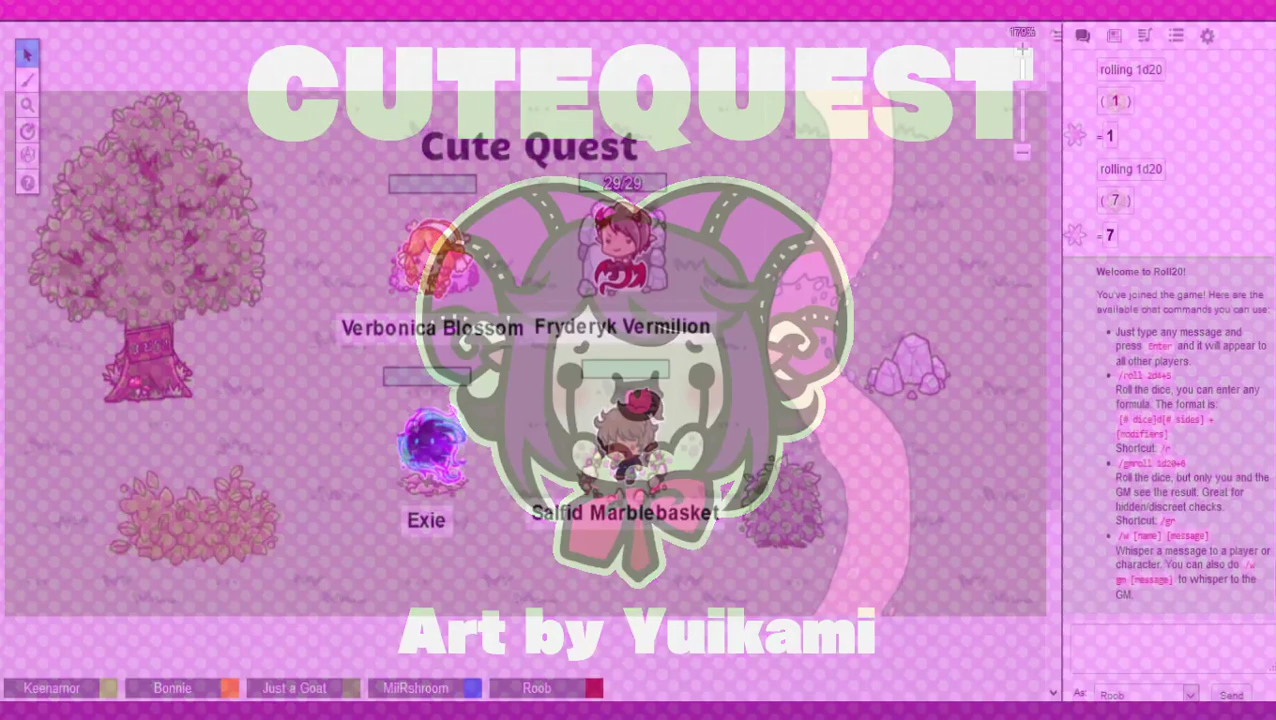 CUTEQUEST
170%
Cute Quest
29/29
Verbonica Blossom
Fryderyk Vermilion
Exie
Salfid Marblebasket
Art by Yuikami
Keenarnor
Bonnie
Just a Goat
MiiRshroom
Roob
rolling 1d20
( 1 )
= 1
rolling 1d20
( 7 )
= 7
Welcome to Roll20!
You've joined the game! Here are the
available chat commands you can use:
• Just type any message and
press Enter and it will appear to
all other players.
• /roll 2d4+5
Roll the dice, you can enter any
formula. The format is:
[# dice]d[# sides] +
[modifiers]
Shortcut: /r
• /gmroll 1d20+6
Roll the dice, but only you and the
GM see the result. Great for
hidden/discreet checks.
Shortcut: /gr
• /w [name] [message]
Whisper a message to a player or
character. You can also do /w
gm [message] to whisper to the
GM.
As:
Roob
Send